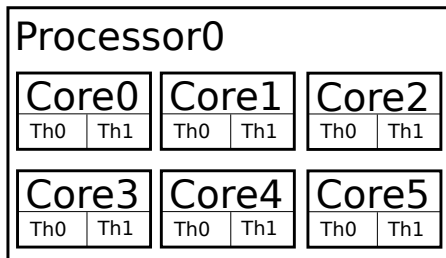 Processor0
Core0 Core1 Core2
Th0 Th1 Th0 Th1 Th0 Th1
Core3 Core4 Core5
Th0 Th1 Th0 Th1 Th0 Th1